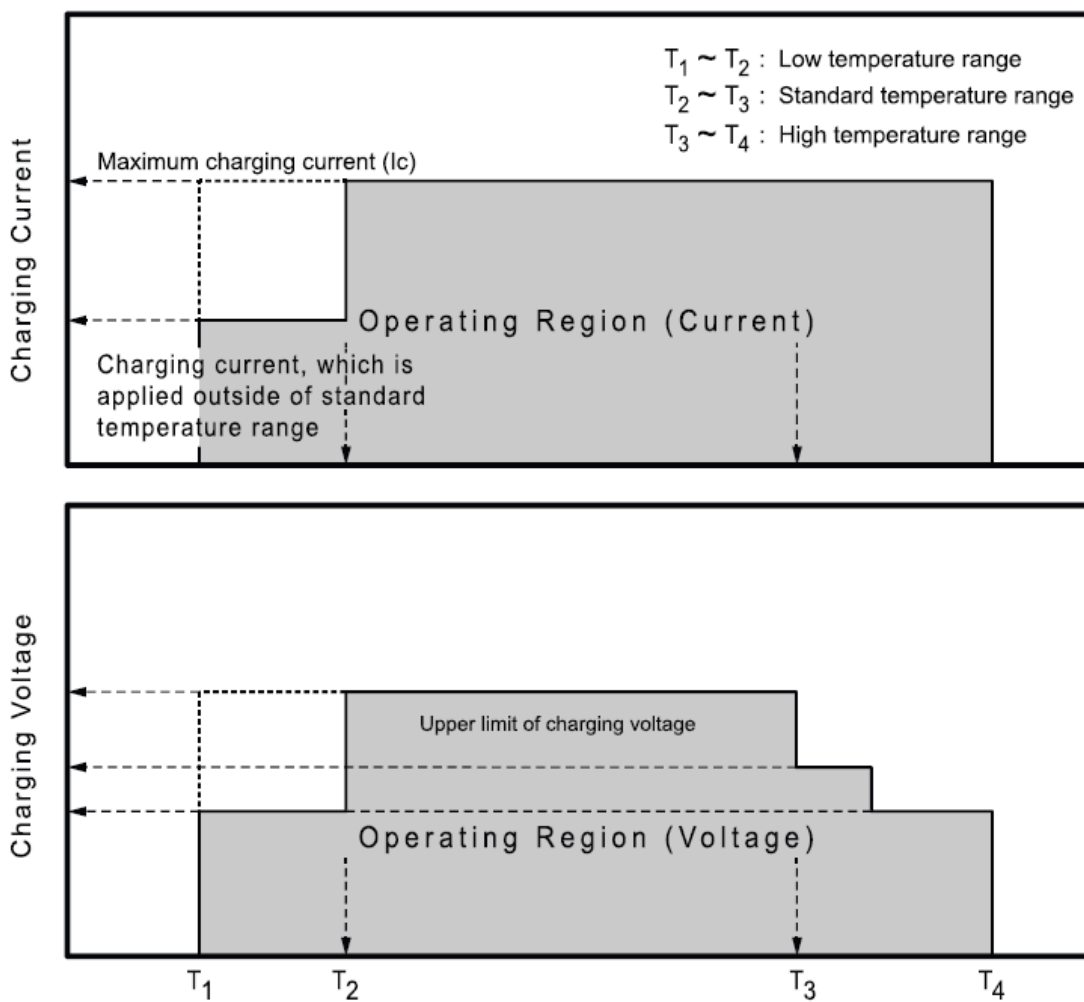 T1 ~ T2 : Low temperature range
T2 ~ T3 : Standard temperature range
T3 ~ T4 : High temperature range
Maximum charging current (Ic)
Charging Current
Operating Region (Current)
Charging current, which is
applied outside of standard
temperature range
Charging Voltage
Upper limit of charging voltage
Operating Region (Voltage)
T1 T2 T3 T4